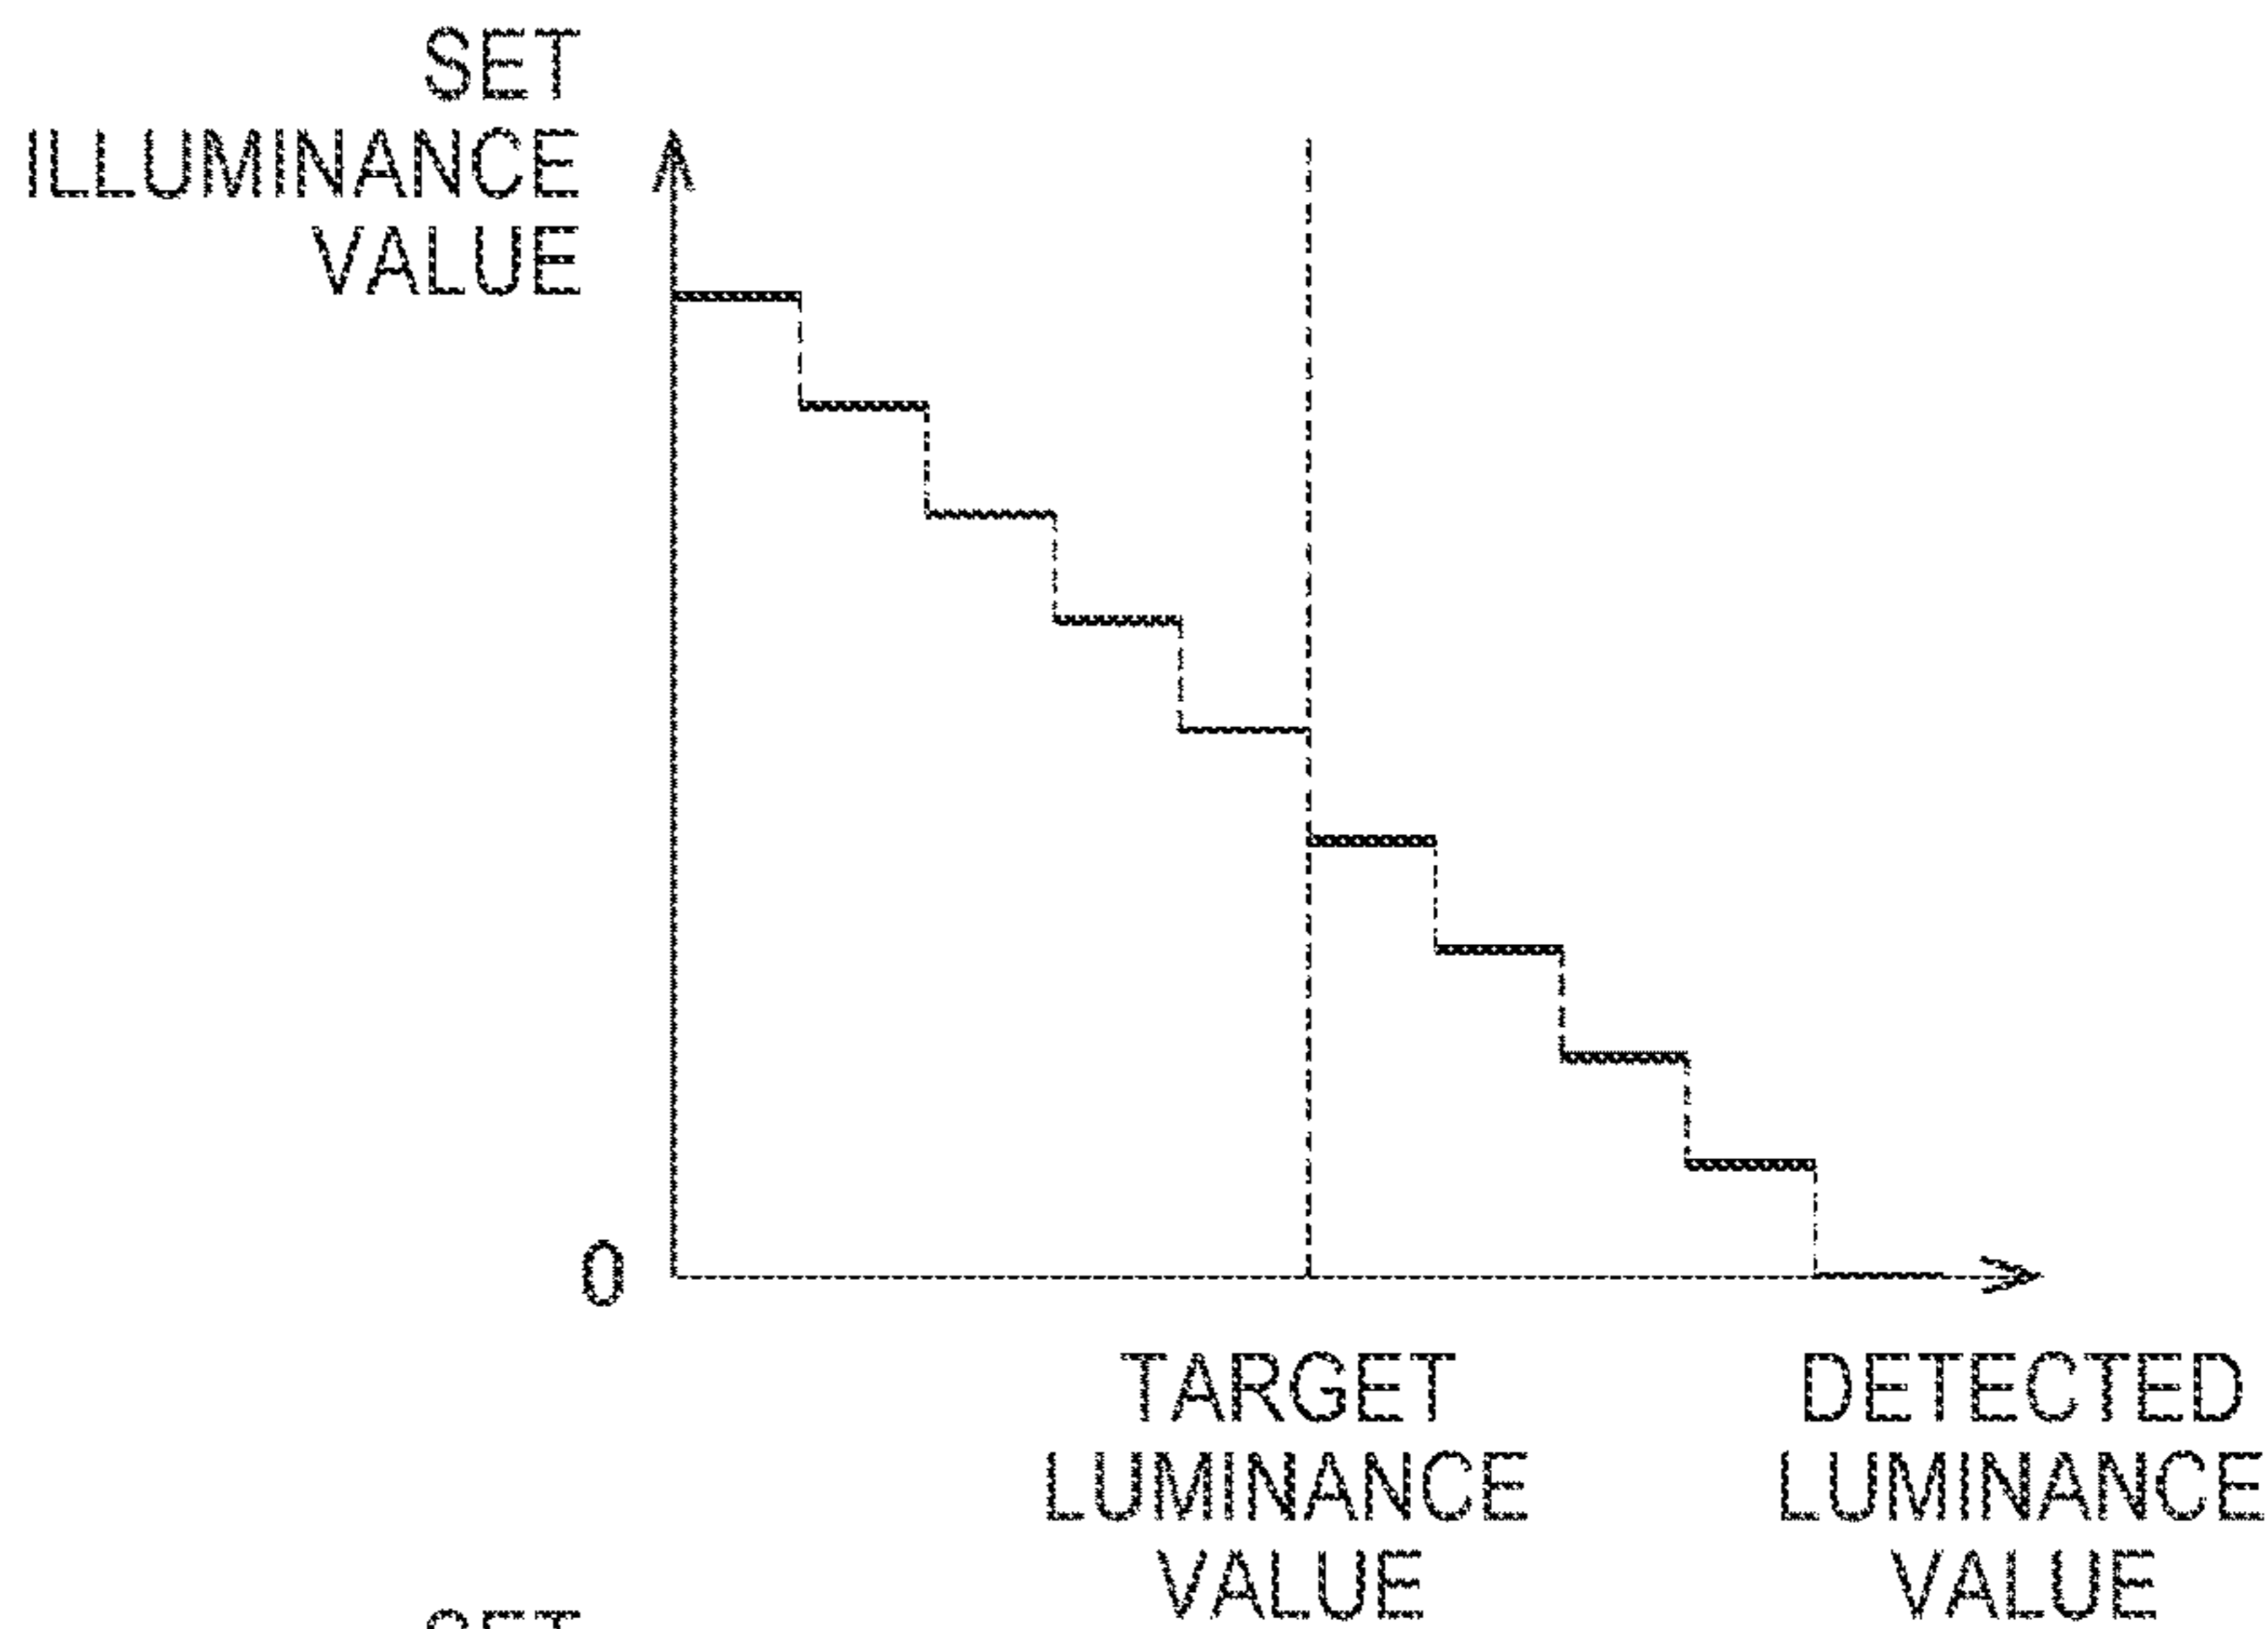 SET
ILLUMINANCE
VALUE
0
TARGET
LUMINANCE
VALUE
DETECTED
LUMINANCE
VALUE